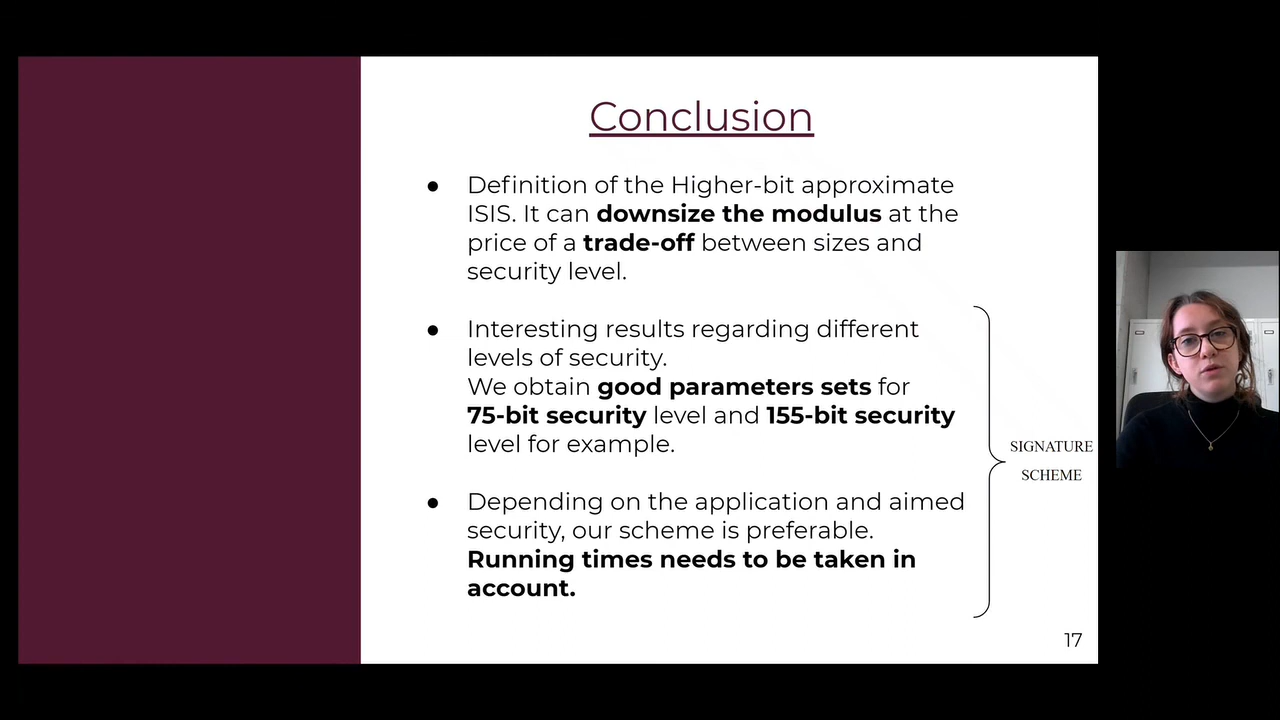 Conclusion
● Definition of the Higher-bit approximate
ISIS. It can downsize the modulus at the
price of a trade-off between sizes and
security level.
● Interesting results regarding different
levels of security.
We obtain good parameters sets for
75-bit security level and 155-bit security
level for example.
● Depending on the application and aimed
security, our scheme is preferable.
Running times needs to be taken in
account.
SIGNATURE
SCHEME
17